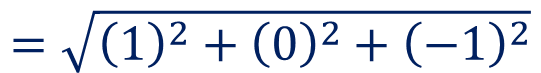 = √((1)² + (0)² + (−1)²)